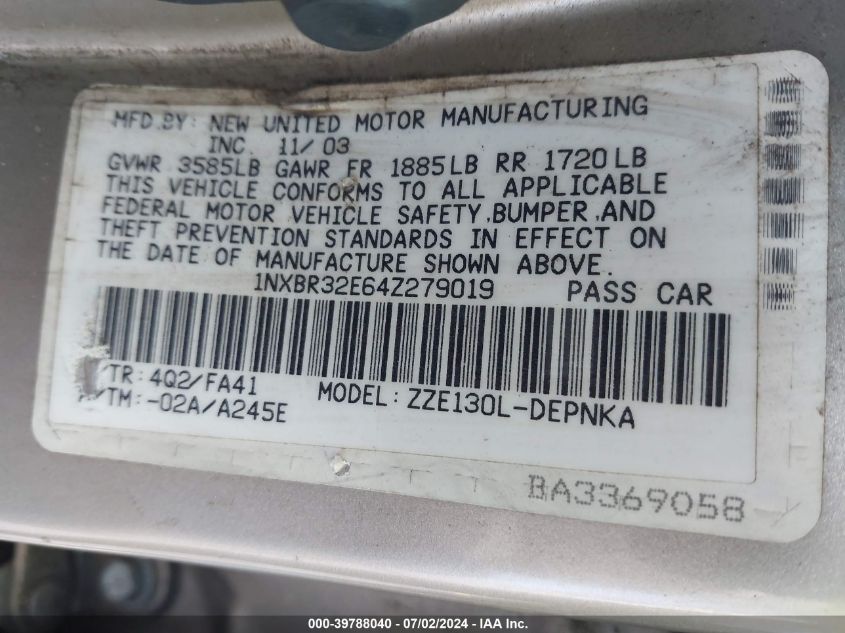 MFD.BY: NEW UNITED MOTOR MANUFACTURING
INC. 11/03
GVWR 3585LB GAWR FR 1885LB RR 1720LB
THIS VEHICLE CONFORMS TO ALL APPLICABLE
FEDERAL MOTOR VEHICLE SAFETY,BUMPER,AND
THEFT PREVENTION STANDARDS IN EFFECT ON
THE DATE OF MANUFACTURE SHOWN ABOVE.
1NXBR32E64Z279019 PASS CAR
/TR:4Q2/FA41
/TM:-02A/A245E MODEL:ZZE130L-DEPNKA
BA3369058
000-39788040 - 07/02/2024 - IAA Inc.